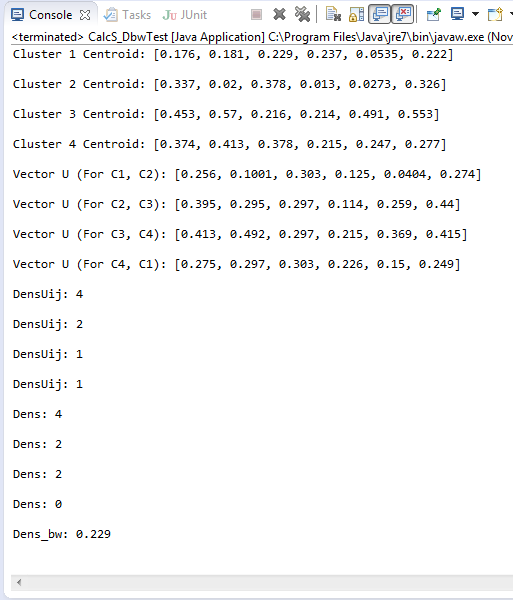 Console Tasks JUnit
<terminated> CalcS_DbwTest [Java Application] C:\Program Files\Java\jre7\bin\javaw.exe (Nov
Cluster 1 Centroid: [0.176, 0.181, 0.229, 0.237, 0.0535, 0.222]
Cluster 2 Centroid: [0.337, 0.02, 0.378, 0.013, 0.0273, 0.326]
Cluster 3 Centroid: [0.453, 0.57, 0.216, 0.214, 0.491, 0.553]
Cluster 4 Centroid: [0.374, 0.413, 0.378, 0.215, 0.247, 0.277]
Vector U (For C1, C2): [0.256, 0.1001, 0.303, 0.125, 0.0404, 0.274]
Vector U (For C2, C3): [0.395, 0.295, 0.297, 0.114, 0.259, 0.44]
Vector U (For C3, C4): [0.413, 0.492, 0.297, 0.215, 0.369, 0.415]
Vector U (For C4, C1): [0.275, 0.297, 0.303, 0.226, 0.15, 0.249]
DensUij: 4
DensUij: 2
DensUij: 1
DensUij: 1
Dens: 4
Dens: 2
Dens: 2
Dens: 0
Dens_bw: 0.229